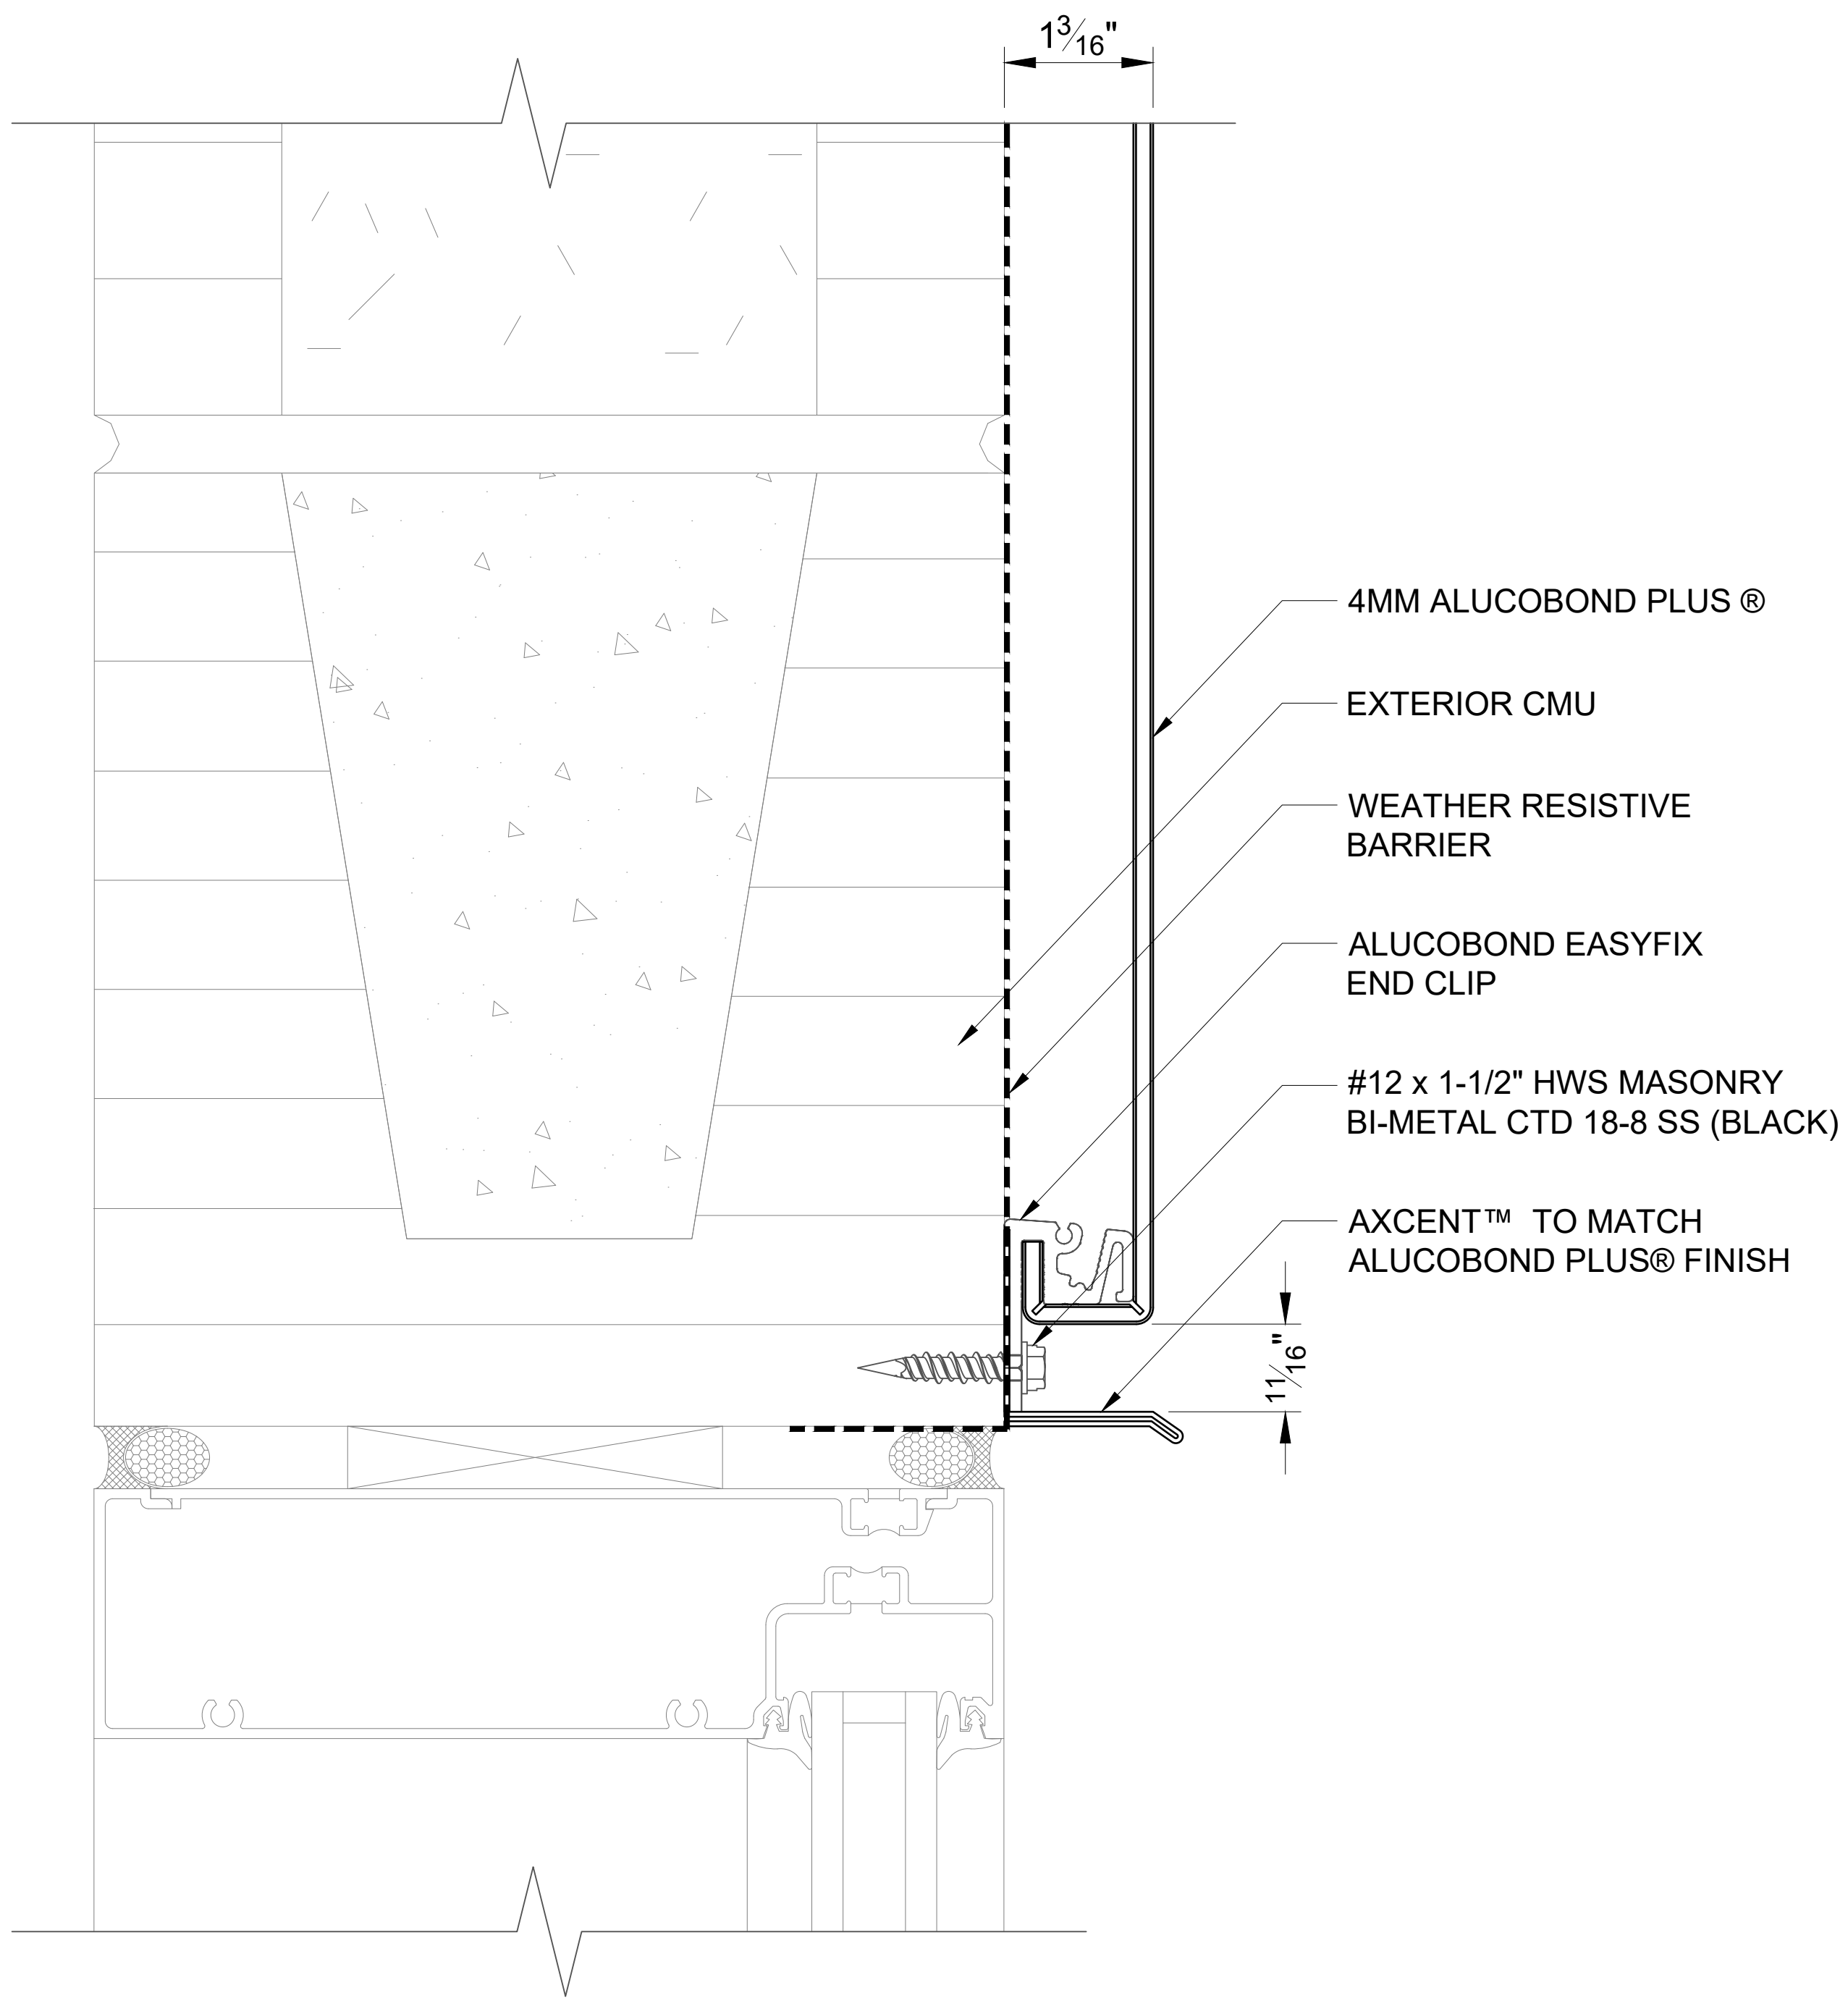 1 3/16"
4MM ALUCOBOND PLUS ®
EXTERIOR CMU
WEATHER RESISTIVE
BARRIER
ALUCOBOND EASYFIX
END CLIP
#12 x 1-1/2" HWS MASONRY
BI-METAL CTD 18-8 SS (BLACK)
AXCENT™ TO MATCH
ALUCOBOND PLUS® FINISH
11/16"